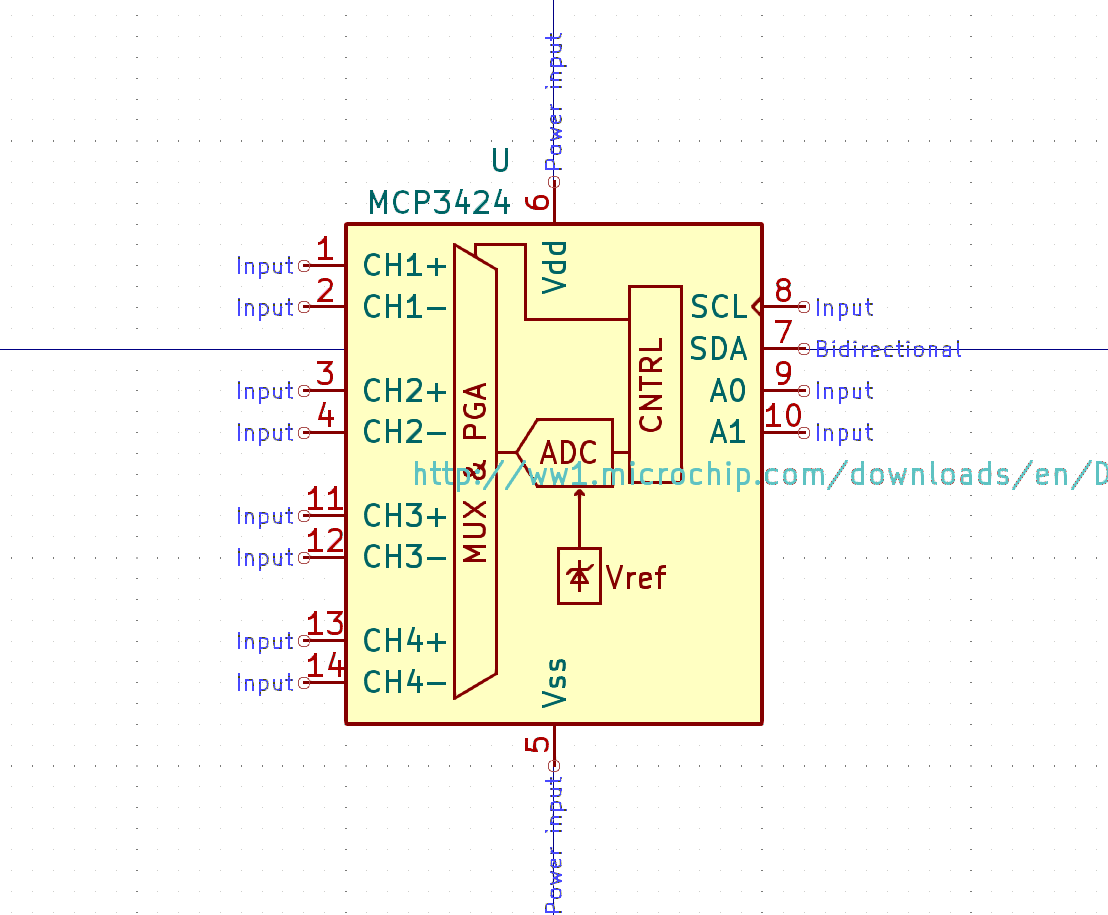 Power input
U
MCP3424
6
Vdd
Input 1 CH1+
Input 2 CH1-
Input 3 CH2+
Input 4 CH2-
Input 11 CH3+
Input 12 CH3-
Input 13 CH4+
Input 14 CH4-
MUX & PGA
ADC
CNTRL
SCL 8 Input
SDA 7 Bidirectional
A0 9 Input
A1 10 Input
http://ww1.microchip.com/downloads/en/D
Vref
Vss
5
Power input